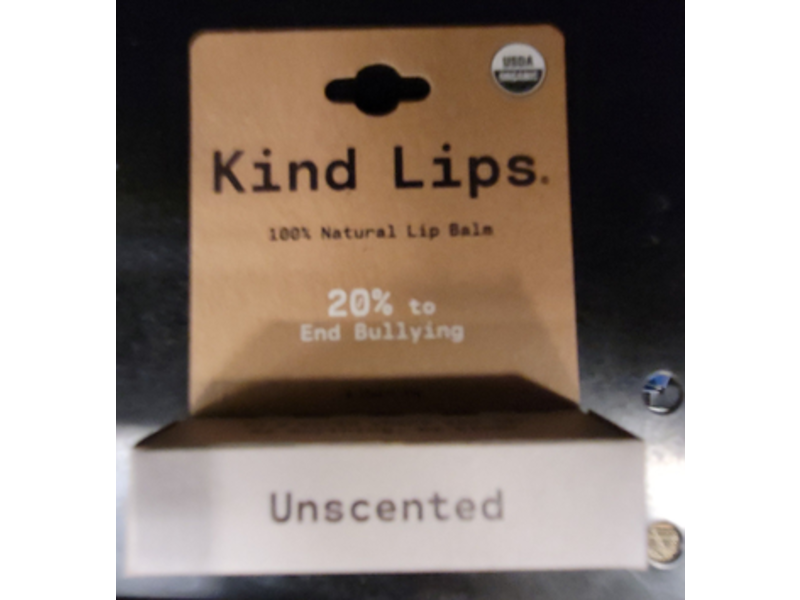 USDA
ORGANIC
Kind Lips®
100% Natural Lip Balm
20% to
End Bullying
Unscented